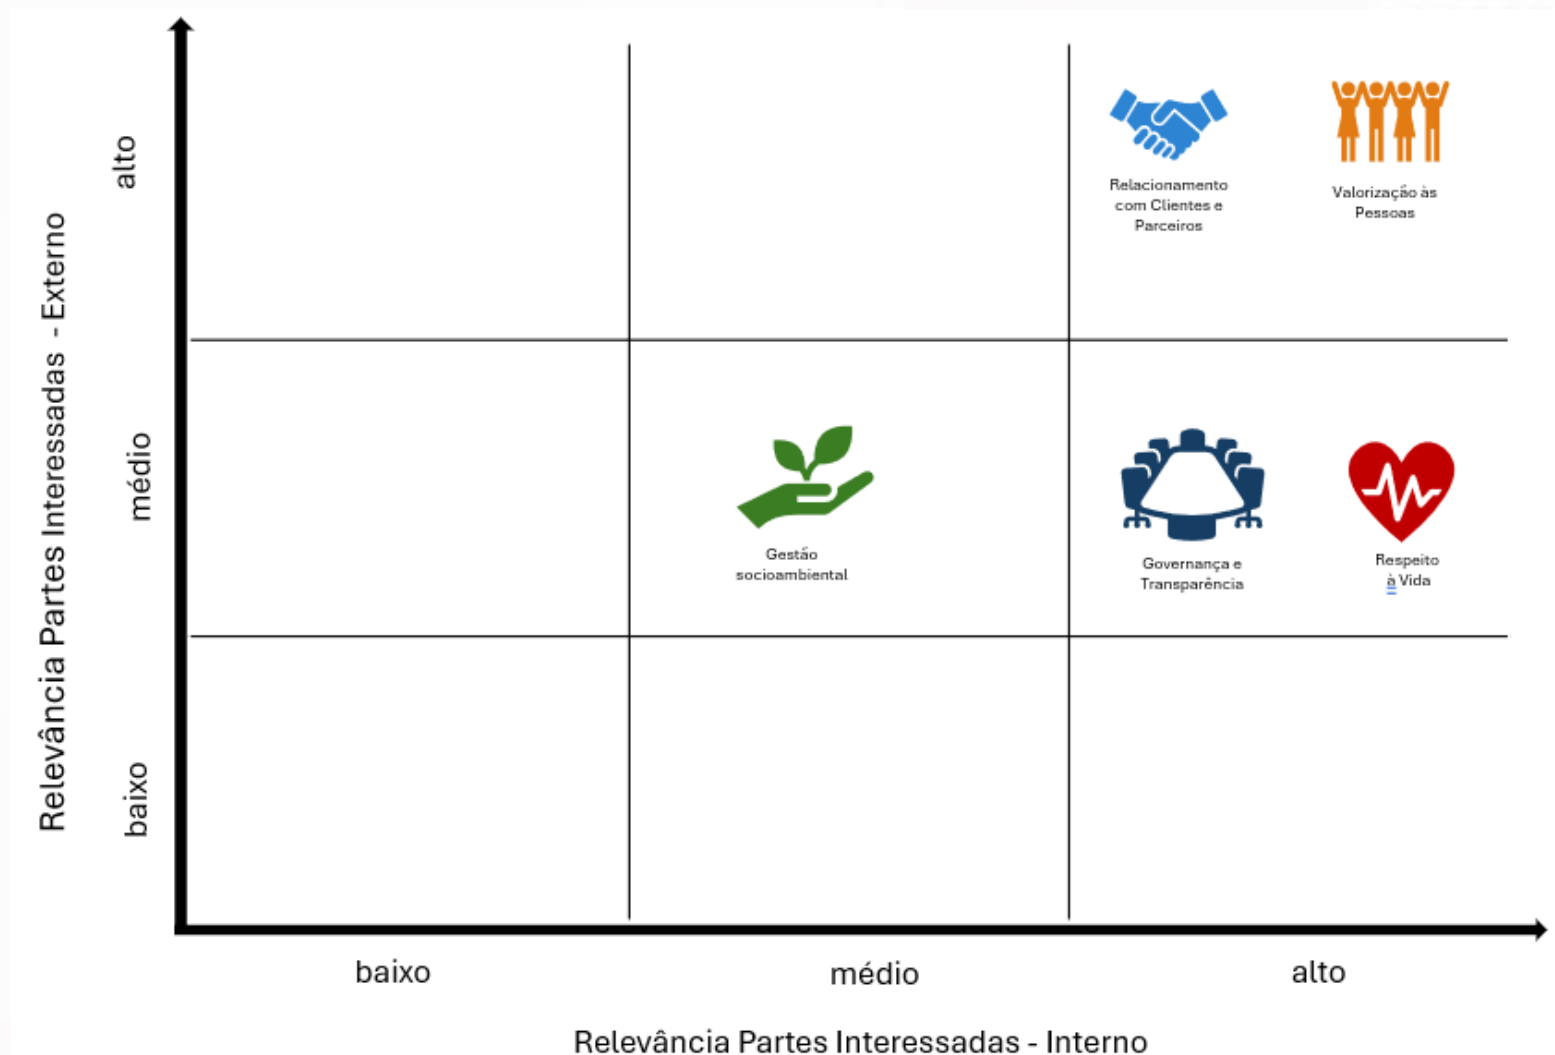 Relevância Partes Interessadas - Externo
alto
médio
baixo
Relacionamento
com Clientes e
Parceiros
Valorização às
Pessoas
Gestão
socioambiental
Governança e
Transparência
Respeito
à Vida
baixo
médio
alto
Relevância Partes Interessadas - Interno